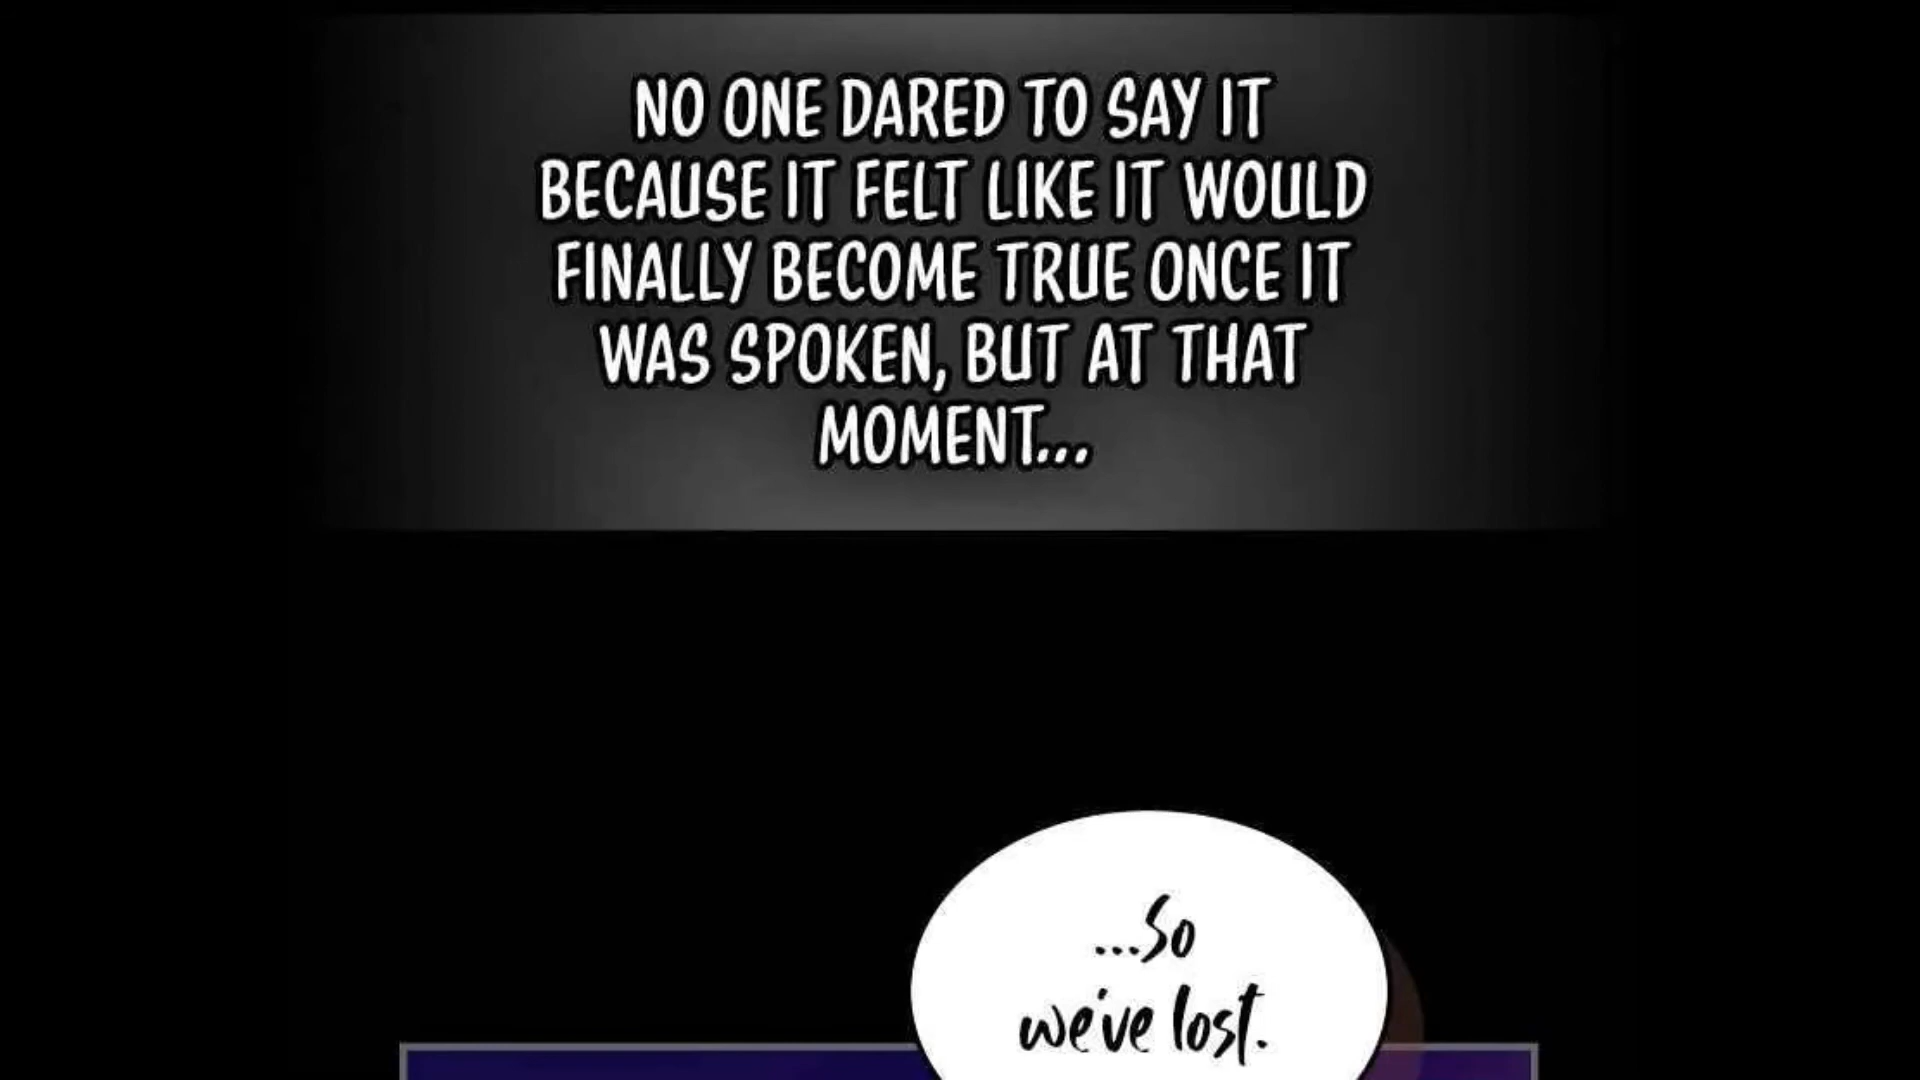 NO ONE DARED TO SAY IT
BECAUSE IT FELT LIKE IT WOULD
FINALLY BECOME TRUE ONCE IT
WAS SPOKEN, BUT AT THAT
MOMENT...
...So
we've lost.